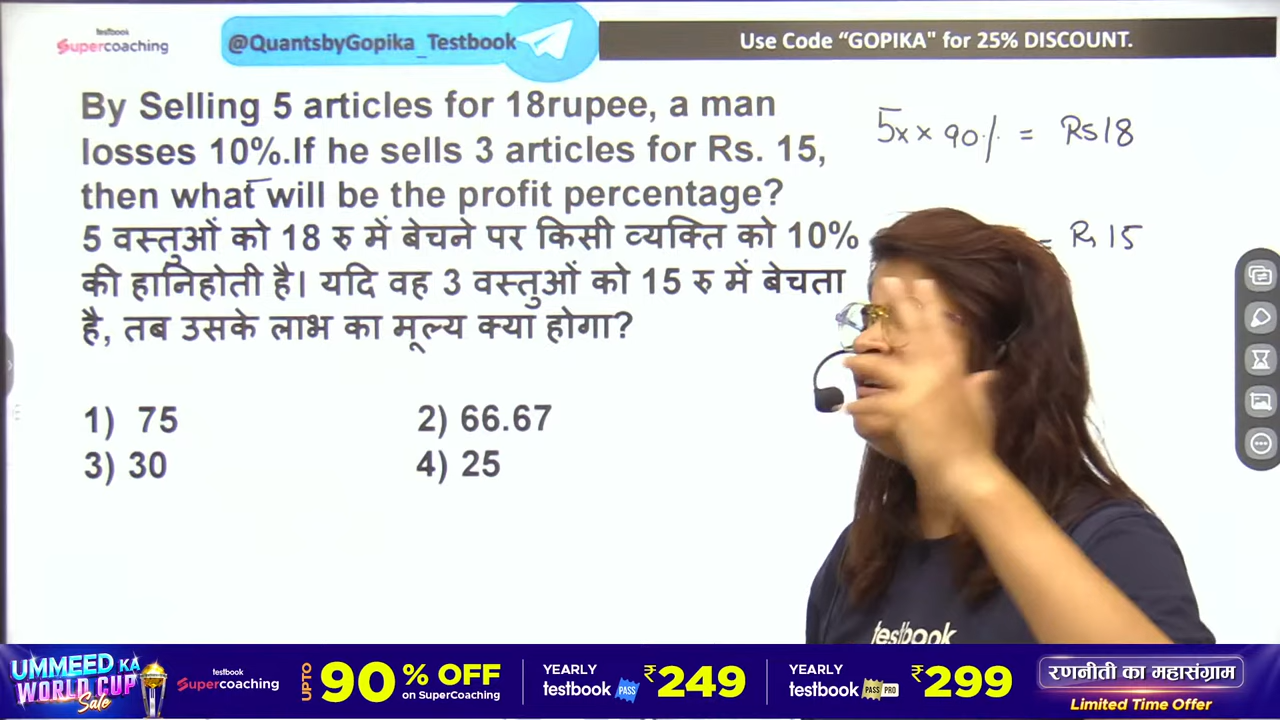 testbook
Supercoaching
@QuantsbyGopika_Testbook
Use Code “GOPIKA" for 25% DISCOUNT.
By Selling 5 articles for 18rupee, a man
losses 10%.If he sells 3 articles for Rs. 15,
then what will be the profit percentage?
5 वस्तुओं को 18 रु में बेचने पर किसी व्यक्ति को 10%
की हानिहोती है। यदि वह 3 वस्तुओं को 15 रु में बेचता
है, तब उसके लाभ का मूल्य क्या होगा?
1) 75
2) 66.67
3) 30
4) 25
5x × 90% = Rs18
= Rs 15
testbook
UMMEED KA
WORLD CUP
Sale
testbook
Supercoaching
UPTO 90% OFF
on SuperCoaching
YEARLY
testbook PASS
₹249
YEARLY
testbook PASS PRO
₹299
रणनीती का महासंग्राम
Limited Time Offer